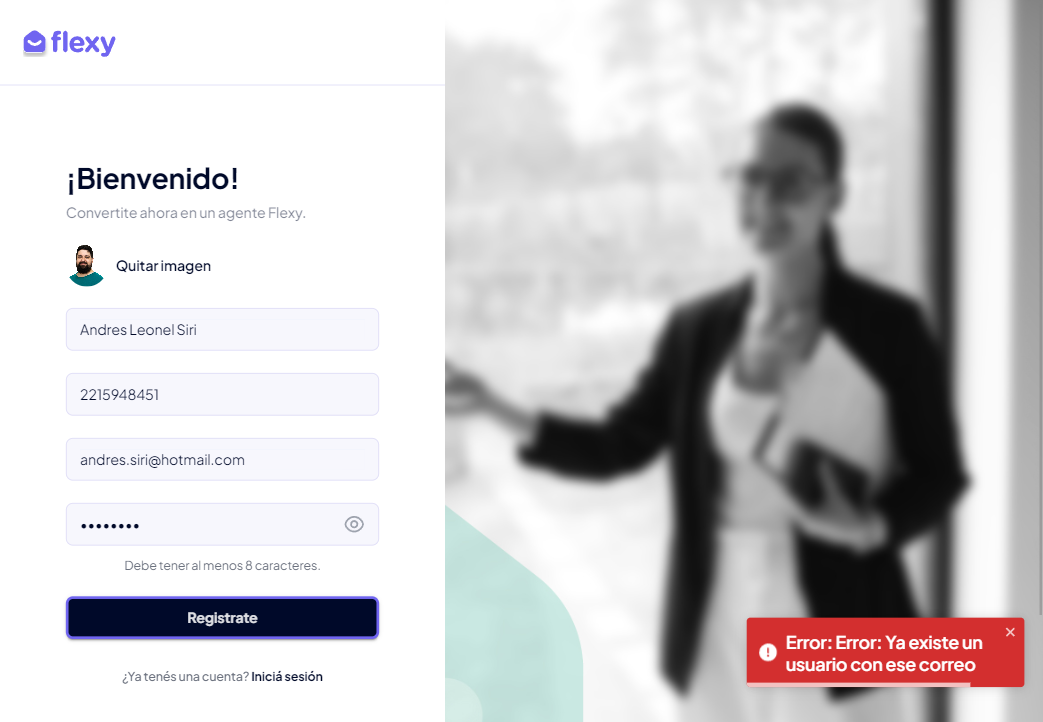 flexy
¡Bienvenido!
Convertite ahora en un agente Flexy.
Quitar imagen
Andres Leonel Siri
2215948451
andres.siri@hotmail.com
••••••••
Debe tener al menos 8 caracteres.
Registrate
¿Ya tenés una cuenta? Iniciá sesión
Error: Error: Ya existe un
usuario con ese correo